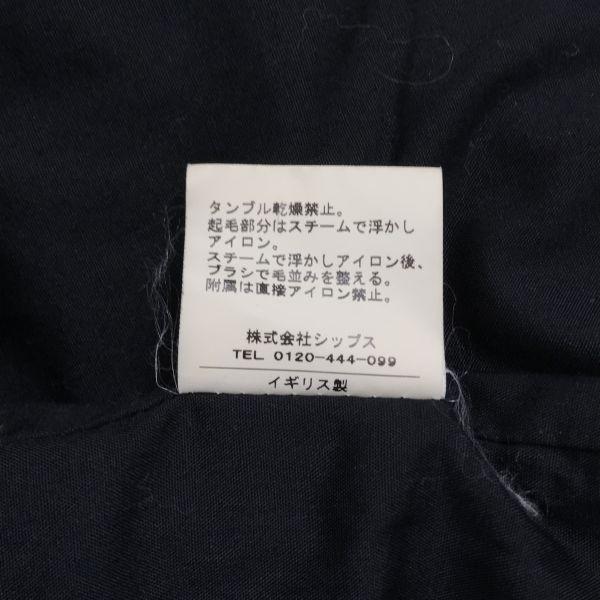 タンブル乾燥禁止。
起毛部分はスチームで浮かし
アイロン。
スチームで浮かしアイロン後、
ブラシで毛並みを整える。
附属は直接アイロン禁止。
株式会社シップス
TEL 0120-444-099
イギリス製